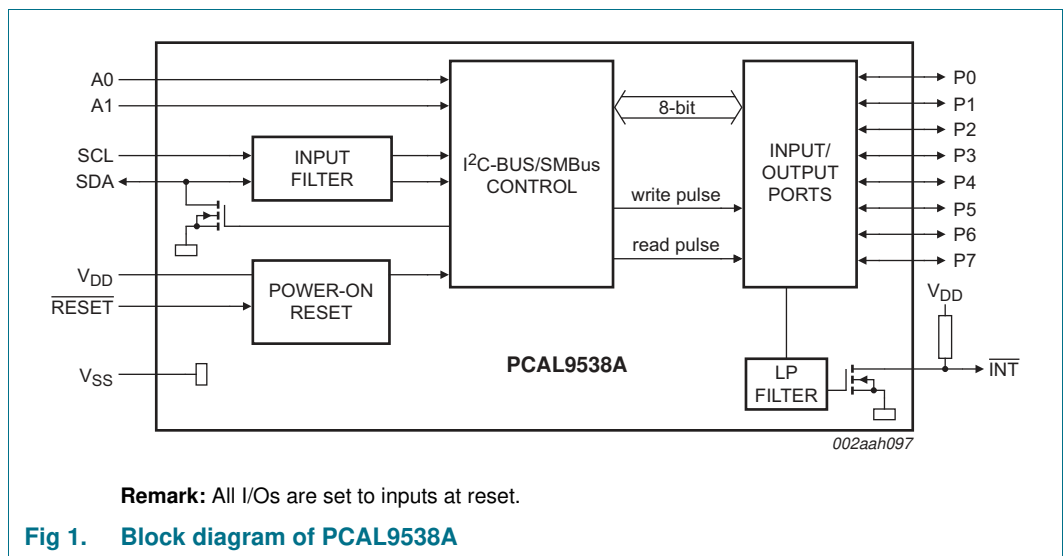 A0
A1
SCL
SDA
INPUT
FILTER
I²C-BUS/SMBus
CONTROL
8-bit
write pulse
read pulse
INPUT/
OUTPUT
PORTS
P0
P1
P2
P3
P4
P5
P6
P7
VDD
RESET
POWER-ON
RESET
VSS
PCAL9538A
LP
FILTER
VDD
INT
002aah097
Remark: All I/Os are set to inputs at reset.
Fig 1. Block diagram of PCAL9538A